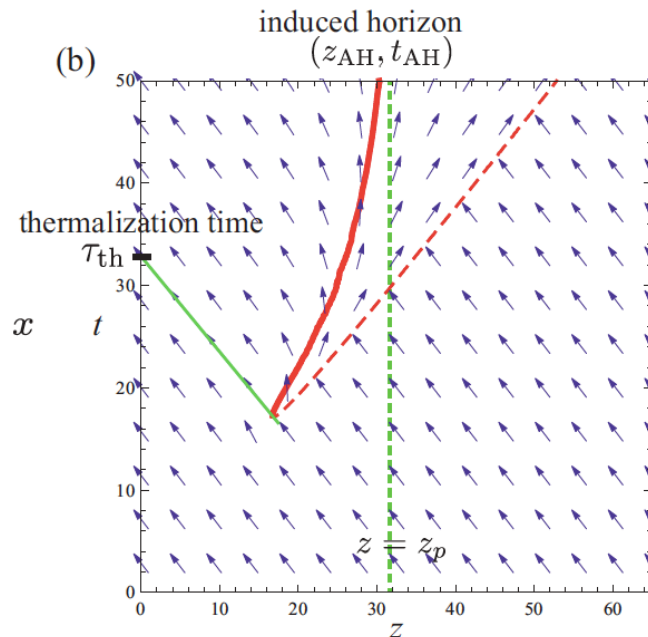 induced horizon
(b) (z_AH, t_AH)
50
40
thermalization time
τ_th
30
x t
20
10
z = z_p
0
0 10 20 30 40 50 60
z